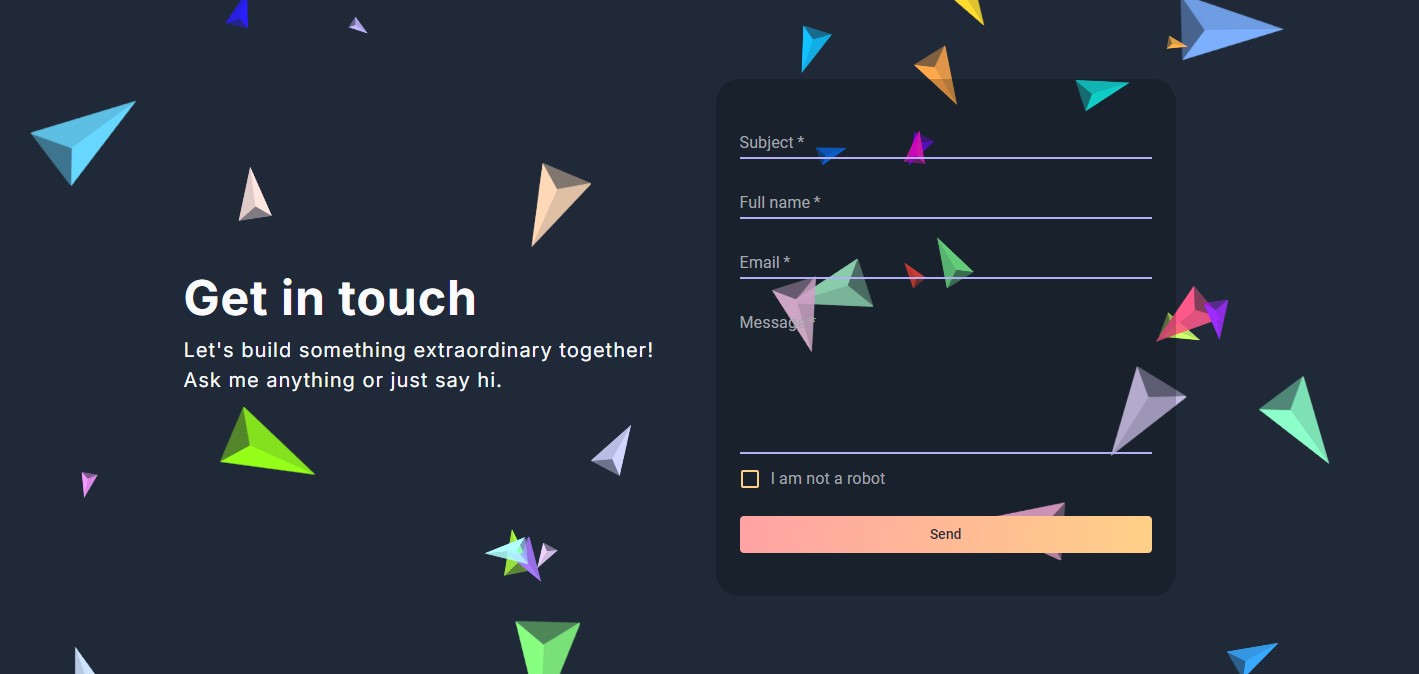 Get in touch
Let's build something extraordinary together!
Ask me anything or just say hi.
Subject *
Full name *
Email *
Message *
I am not a robot
Send